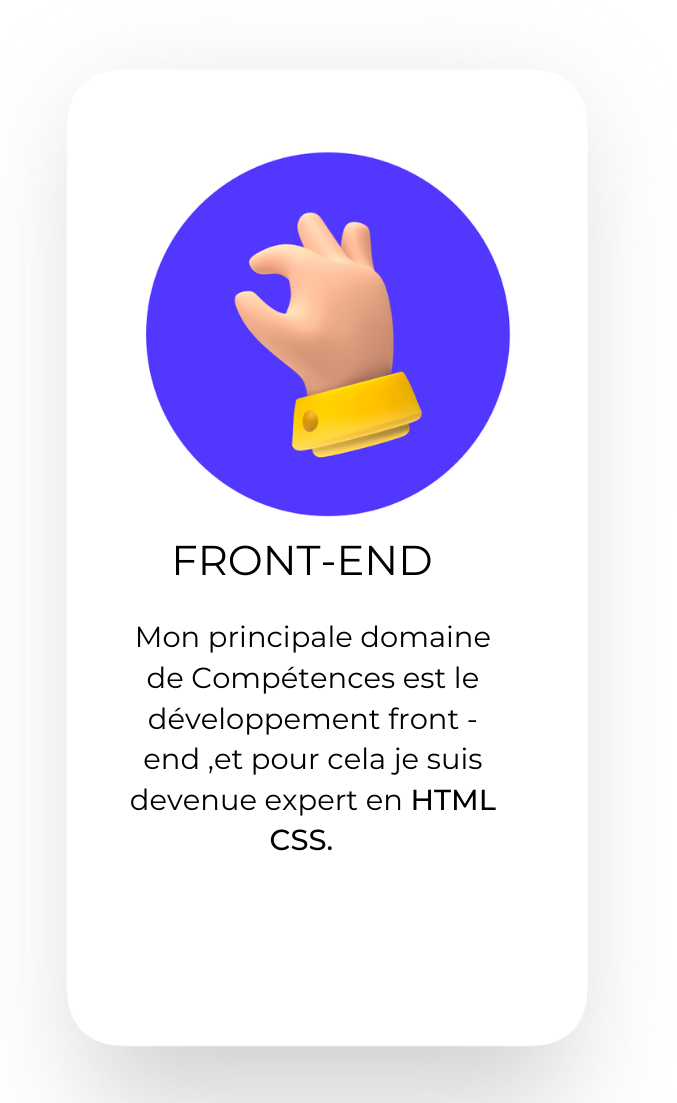 FRONT-END
Mon principale domaine
de Compétences est le
développement front -
end ,et pour cela je suis
devenue expert en HTML
CSS.